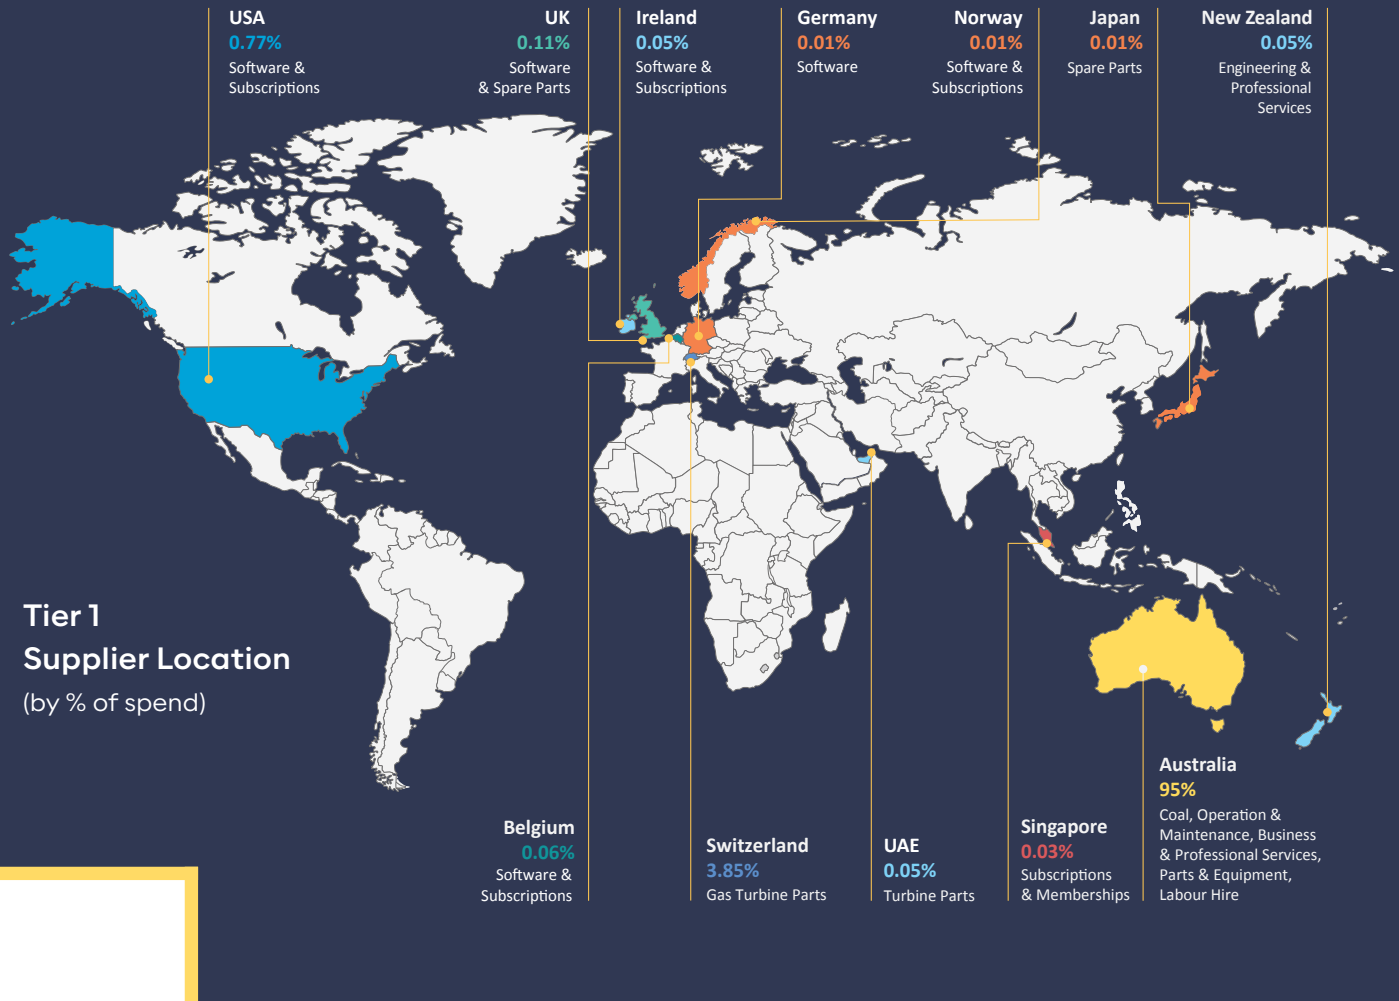 USA
0.77%
Software &
Subscriptions
UK
0.11%
Software
& Spare Parts
Ireland
0.05%
Software &
Subscriptions
Germany
0.01%
Software
Norway
0.01%
Software &
Subscriptions
Japan
0.01%
Spare Parts
New Zealand
0.05%
Engineering &
Professional
Services
Tier 1
Supplier Location
(by % of spend)
Belgium
0.06%
Software &
Subscriptions
Switzerland
3.85%
Gas Turbine Parts
UAE
0.05%
Turbine Parts
Singapore
0.03%
Subscriptions
& Memberships
Australia
95%
Coal, Operation &
Maintenance, Business
& Professional Services,
Parts & Equipment,
Labour Hire